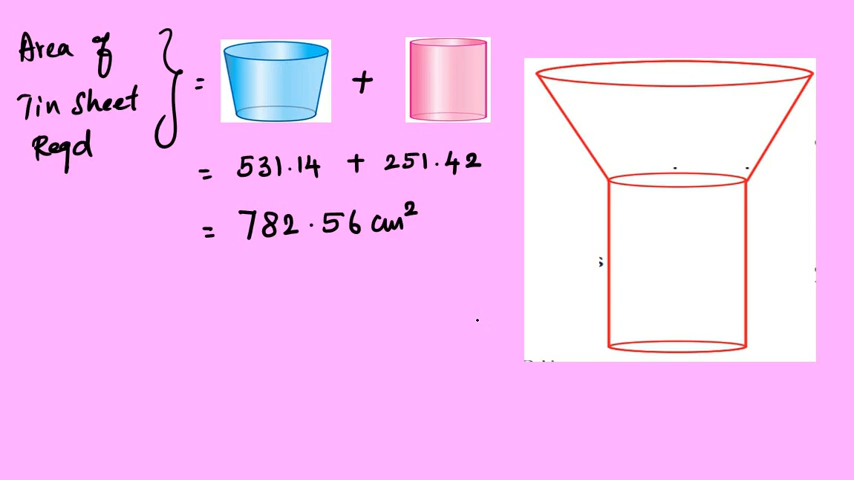 Area of
Tin Sheet
Reqd
= +
= 531.14 + 251.42
= 782.56 cm²
s